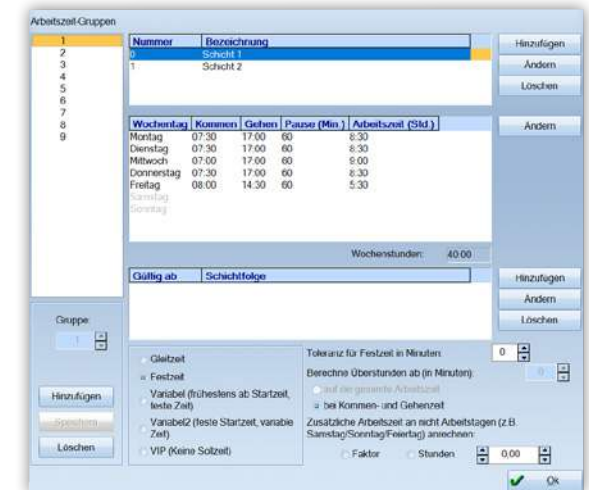 Arbeitszeit-Gruppen
1
2
3
4
5
6
7
8
9
Nummer Bezeichnung
0 Schicht 1
1 Schicht 2
Hinzufügen
Ändern
Löschen
Wochentag Kommen Gehen Pause (Min.) Arbeitszeit (Std.)
Montag 07:30 17:00 60 8:30
Dienstag 07:30 17:00 60 8:30
Mittwoch 07:00 17:00 60 9:00
Donnerstag 07:30 17:00 60 8:30
Freitag 08:00 14:30 60 5:30
Samstag
Sonntag
Ändern
Wochenstunden: 40:00
Gültig ab Schichtfolge
Hinzufügen
Ändern
Löschen
Gruppe:
1
Hinzufügen
Speichern
Löschen
Gleitzeit
Festzeit
Variabel (frühestens ab Startzeit,
feste Zeit)
Variabel2 (feste Startzeit, variable
Zeit)
VIP (Keine Sollzeit)
Toleranz für Festzeit in Minuten: 0
Berechne Überstunden ab (in Minuten): 0
auf die gesamte Arbeitszeit
bei Kommen- und Gehenzeit
Zusätzliche Arbeitszeit an nicht Arbeitstagen (z.B.
Samstag/Sonntag/Feiertag) anrechnen:
Faktor Stunden 0,00
Ok